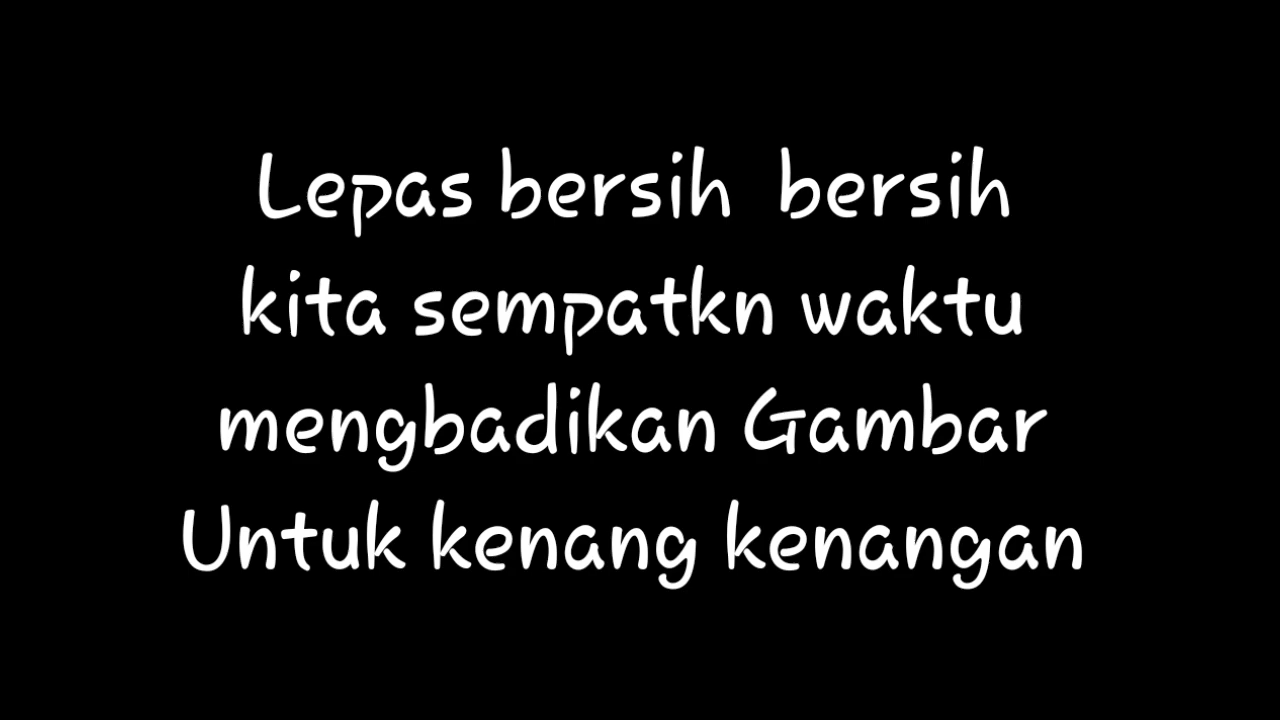 Lepas bersih  bersih
kita sempatkn waktu
mengbadikan Gambar
Untuk kenang kenangan